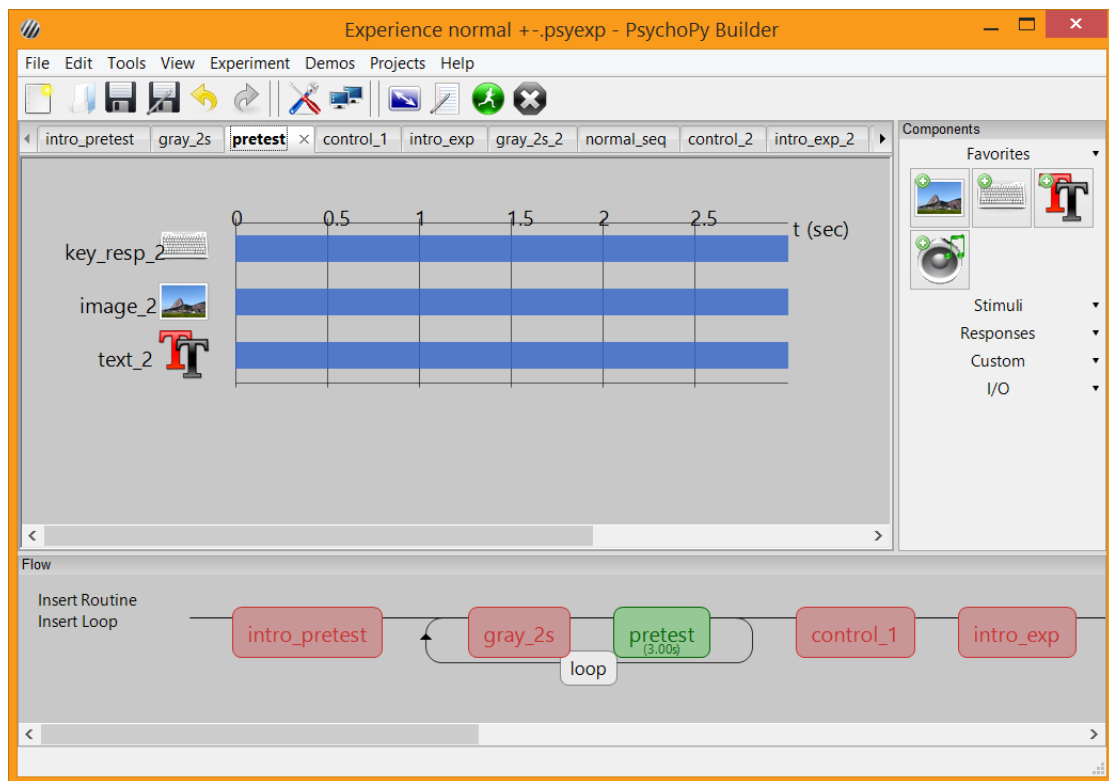 Experience normal +-.psyexp - PsychoPy Builder
File Edit Tools View Experiment Demos Projects Help
intro_pretest gray_2s pretest control_1 intro_exp gray_2s_2 normal_seq control_2 intro_exp_2
Components
Favorites
0 0.5 1 1.5 2 2.5 t (sec)
key_resp_2
image_2
text_2
Stimuli
Responses
Custom
I/O
Flow
Insert Routine
Insert Loop
intro_pretest gray_2s pretest control_1 intro_exp
(3.00s)
loop